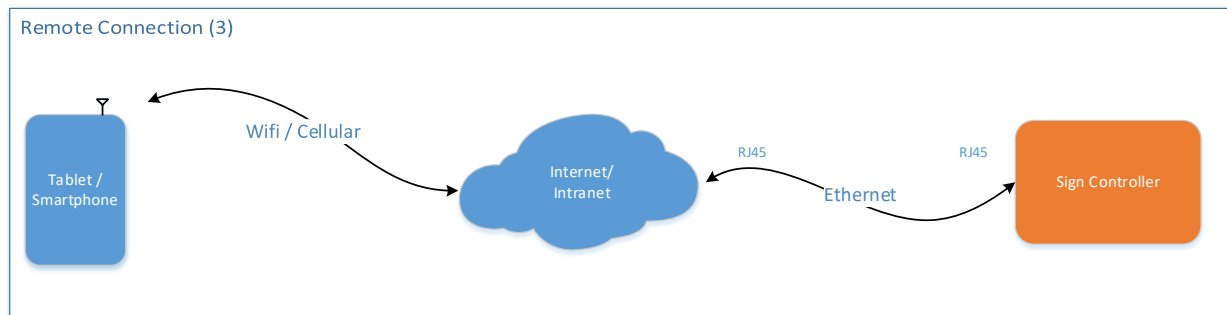 Remote Connection (3)
Wifi / Cellular
Tablet /
Smartphone
Internet/
Intranet
RJ45
RJ45
Ethernet
Sign Controller